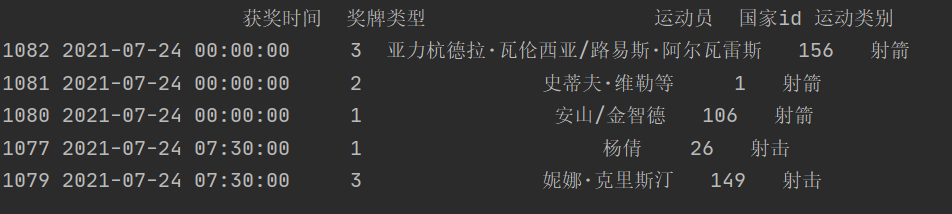 获奖时间 奖牌类型 运动员 国家id 运动类别
1082 2021-07-24 00:00:00 3 亚力杭德拉·瓦伦西亚/路易斯·阿尔瓦雷斯 156 射箭
1081 2021-07-24 00:00:00 2 史蒂夫·维勒等 1 射箭
1080 2021-07-24 00:00:00 1 安山/金智德 106 射箭
1077 2021-07-24 07:30:00 1 杨倩 26 射击
1079 2021-07-24 07:30:00 3 妮娜·克里斯汀 149 射击